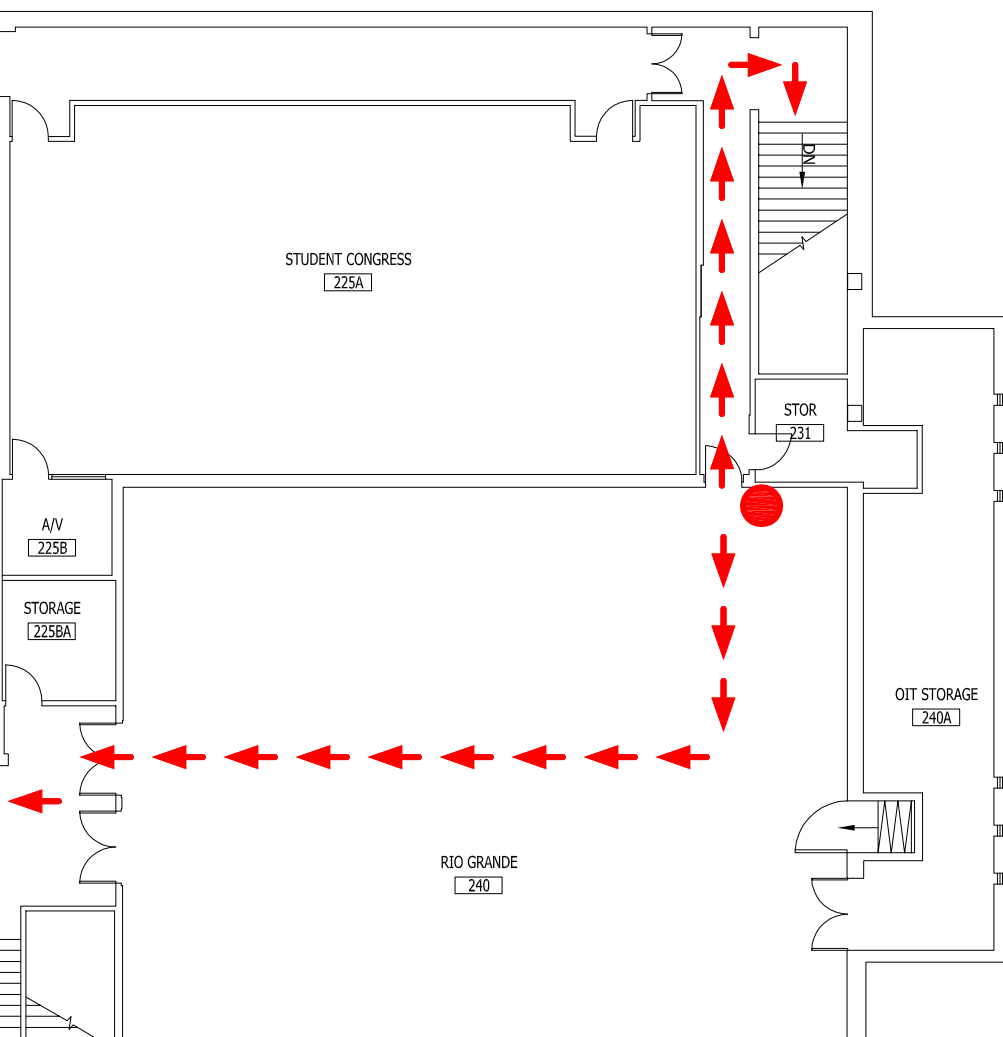 DN
STUDENT CONGRESS
225A
STOR
231
A/V
225B
STORAGE
225BA
OIT STORAGE
240A
RIO GRANDE
240